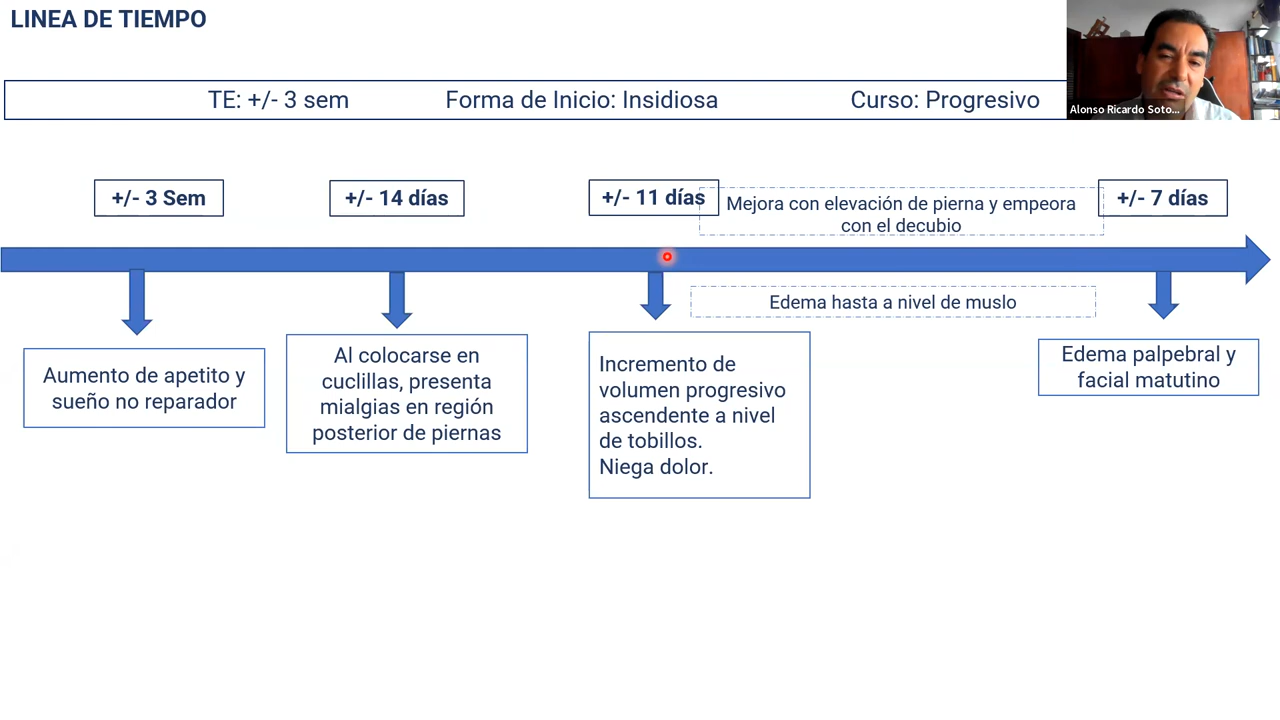 LINEA DE TIEMPO
TE: +/- 3 sem Forma de Inicio: Insidiosa Curso: Progresivo
Alonso Ricardo Soto...
+/- 3 Sem
+/- 14 días
+/- 11 días
Mejora con elevación de pierna y empeora
con el decubio
+/- 7 días
Edema hasta a nivel de muslo
Aumento de apetito y
sueño no reparador
Al colocarse en
cuclillas, presenta
mialgias en región
posterior de piernas
Incremento de
volumen progresivo
ascendente a nivel
de tobillos.
Niega dolor.
Edema palpebral y
facial matutino